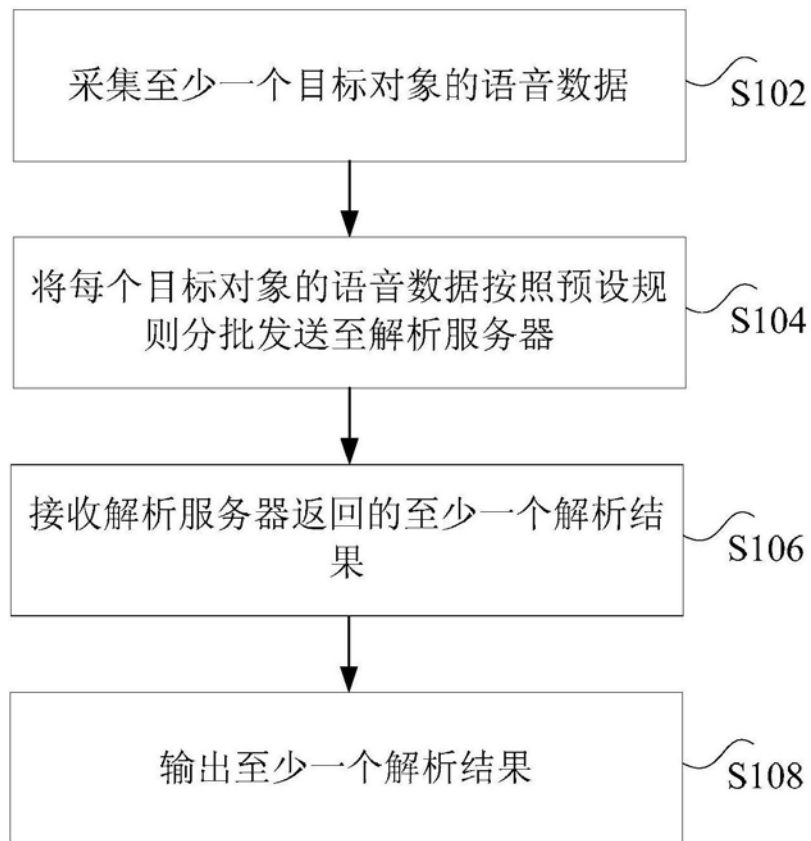 采集至少一个目标对象的语音数据
S102
将每个目标对象的语音数据按照预设规
则分批发送至解析服务器
S104
接收解析服务器返回的至少一个解析结
果
S106
输出至少一个解析结果
S108